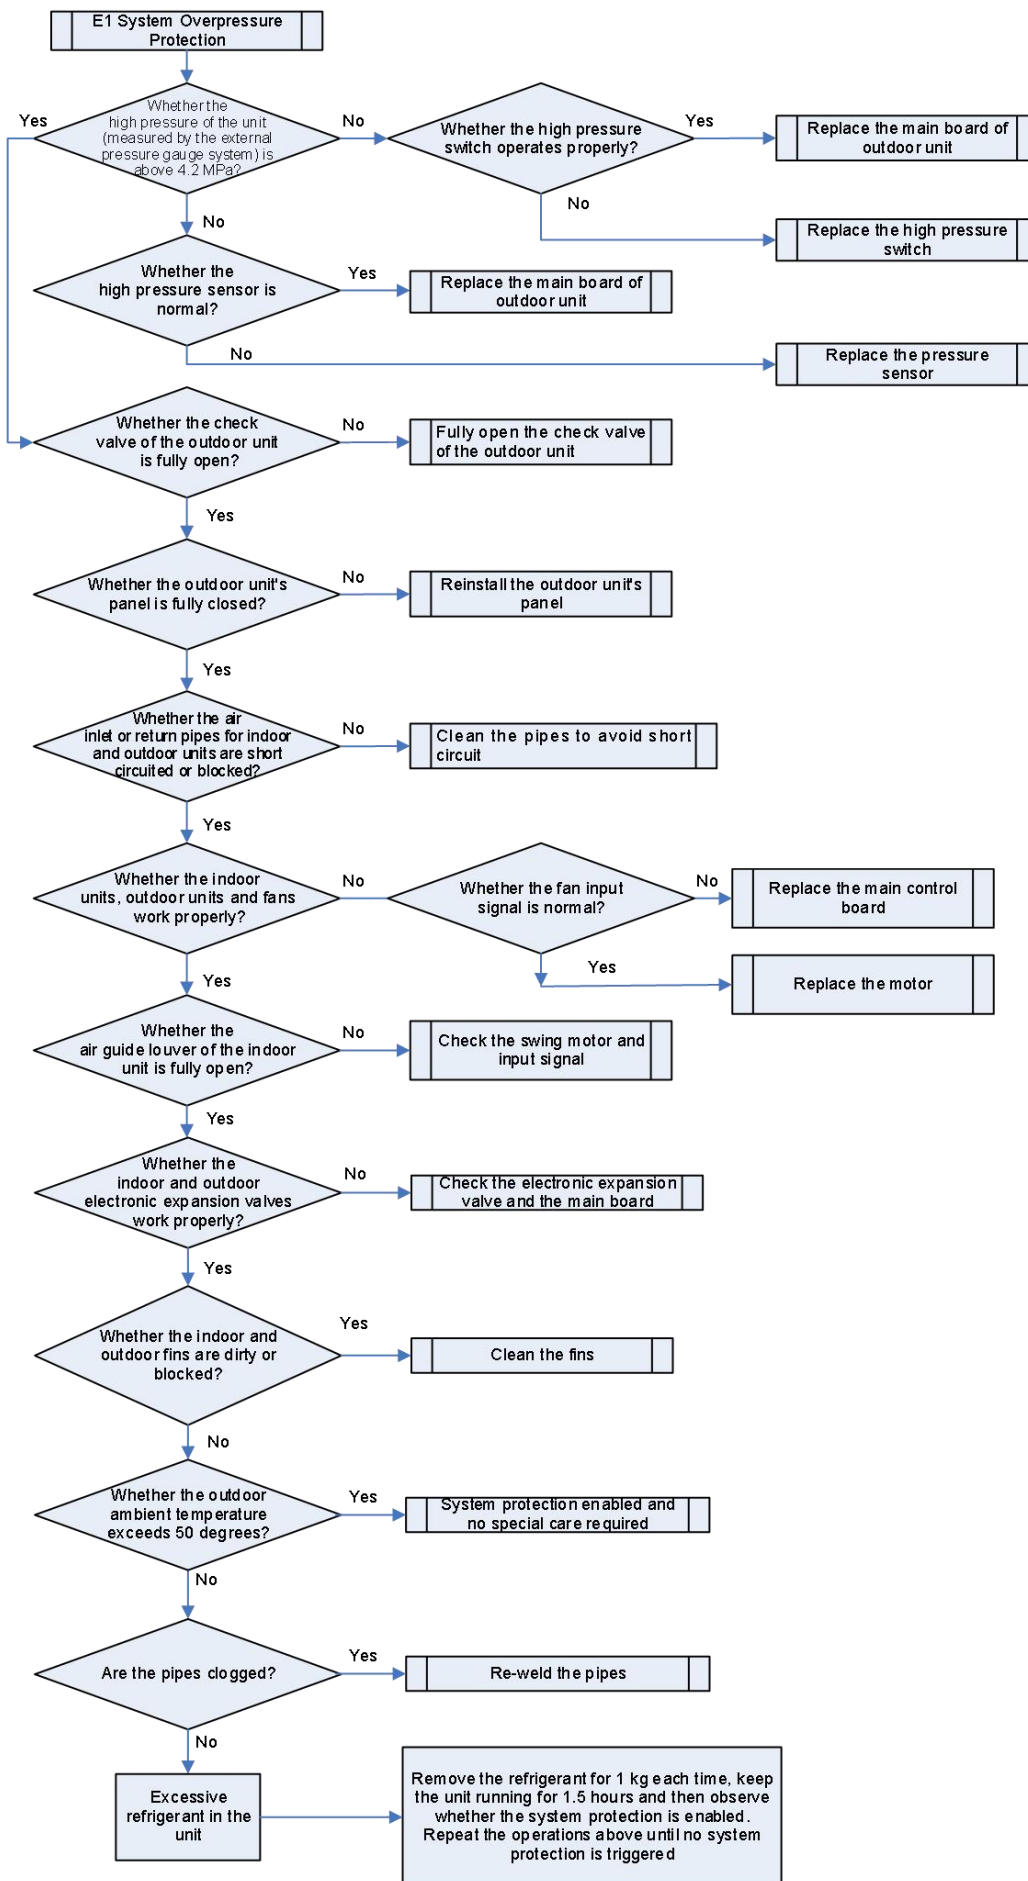 E1 System Overpressure
Protection
Whether the
high pressure of the unit
(measured by the external
pressure gauge system) is
above 4.2 MPa?
Yes
No
Whether the high pressure
switch operates properly?
Yes
Replace the main board of
outdoor unit
No
Replace the high pressure
switch
No
Whether the
high pressure sensor is
normal?
Yes
Replace the main board of
outdoor unit
No
Replace the pressure
sensor
Whether the check
valve of the outdoor unit
is fully open?
No
Fully open the check valve
of the outdoor unit
Yes
Whether the outdoor unit's
panel is fully closed?
No
Reinstall the outdoor unit's
panel
Yes
Whether the air
inlet or return pipes for indoor
and outdoor units are short
circuited or blocked?
No
Clean the pipes to avoid short
circuit
Yes
Whether the indoor
units, outdoor units and fans
work properly?
No
Whether the fan input
signal is normal?
No
Replace the main control
board
Yes
Replace the motor
Yes
Whether the
air guide louver of the indoor
unit is fully open?
No
Check the swing motor and
input signal
Yes
Whether the
indoor and outdoor
electronic expansion valves
work properly?
No
Check the electronic expansion
valve and the main board
Yes
Whether the indoor and
outdoor fins are dirty or
blocked?
Yes
Clean the fins
No
Whether the outdoor
ambient temperature
exceeds 50 degrees?
Yes
System protection enabled and
no special care required
No
Are the pipes clogged?
Yes
Re-weld the pipes
No
Excessive
refrigerant in the
unit
Remove the refrigerant for 1 kg each time, keep
the unit running for 1.5 hours and then observe
whether the system protection is enabled.
Repeat the operations above until no system
protection is triggered